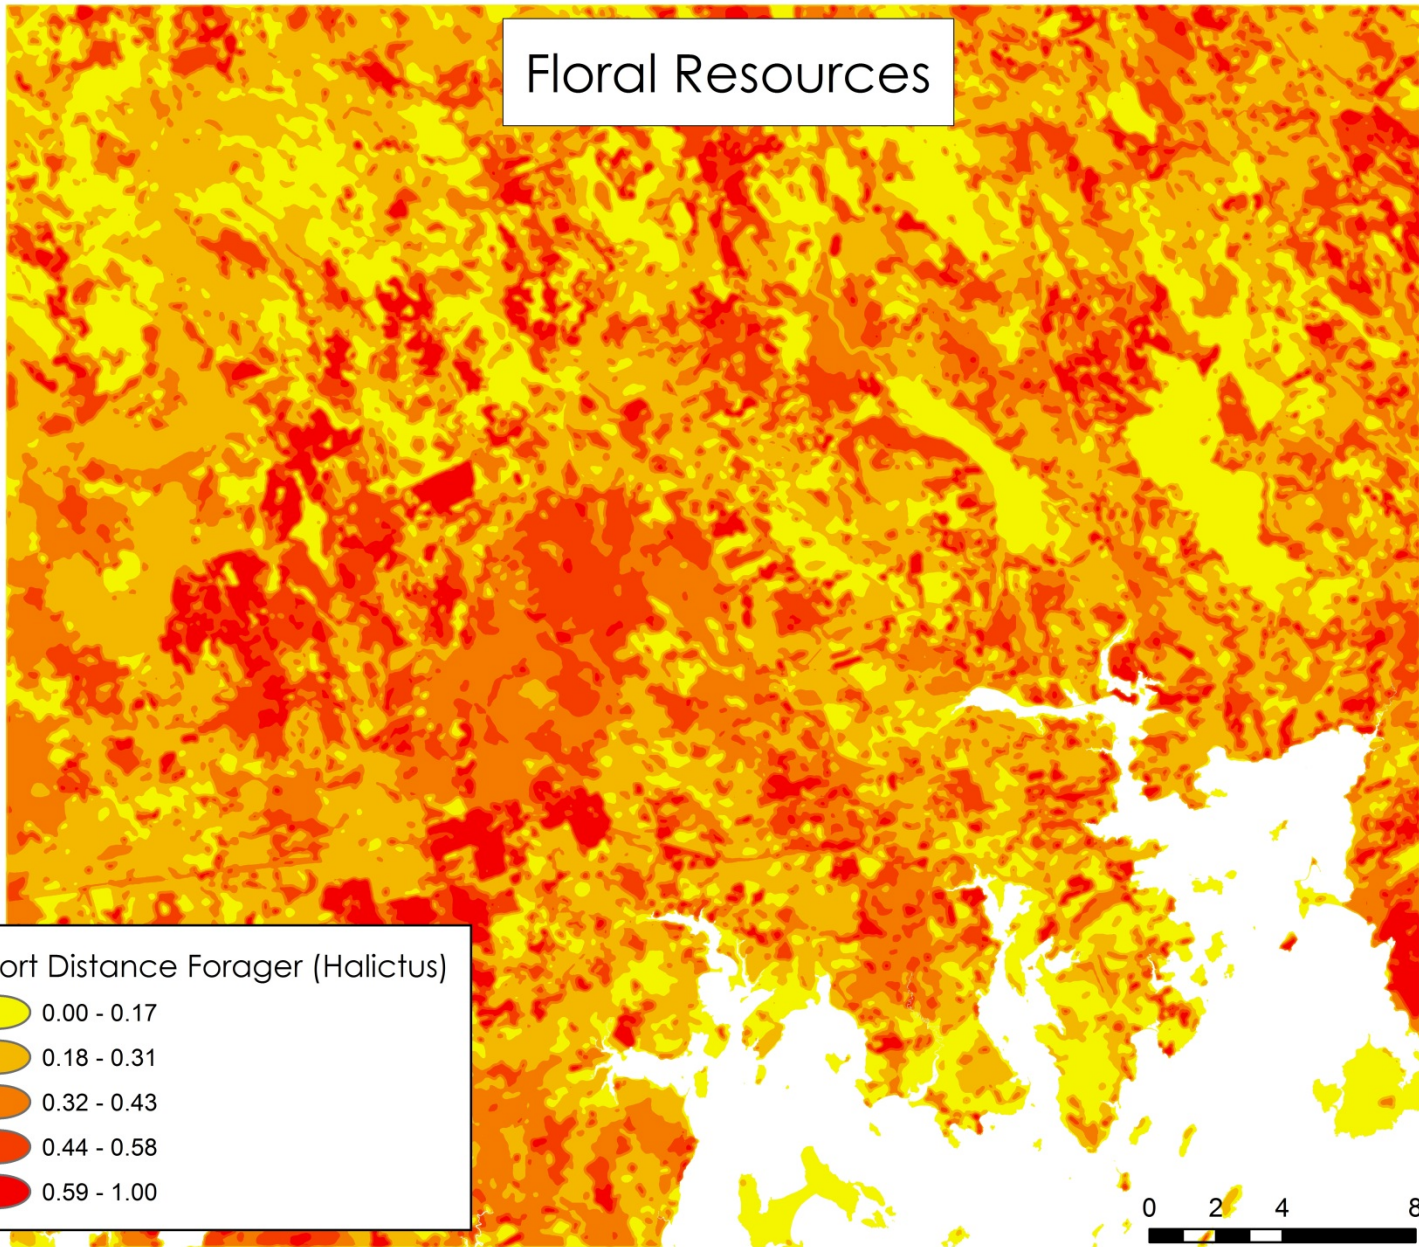 Floral Resources
ort Distance Forager (Halictus)
0.00 - 0.17
0.18 - 0.31
0.32 - 0.43
0.44 - 0.58
0.59 - 1.00
0 2 4 8